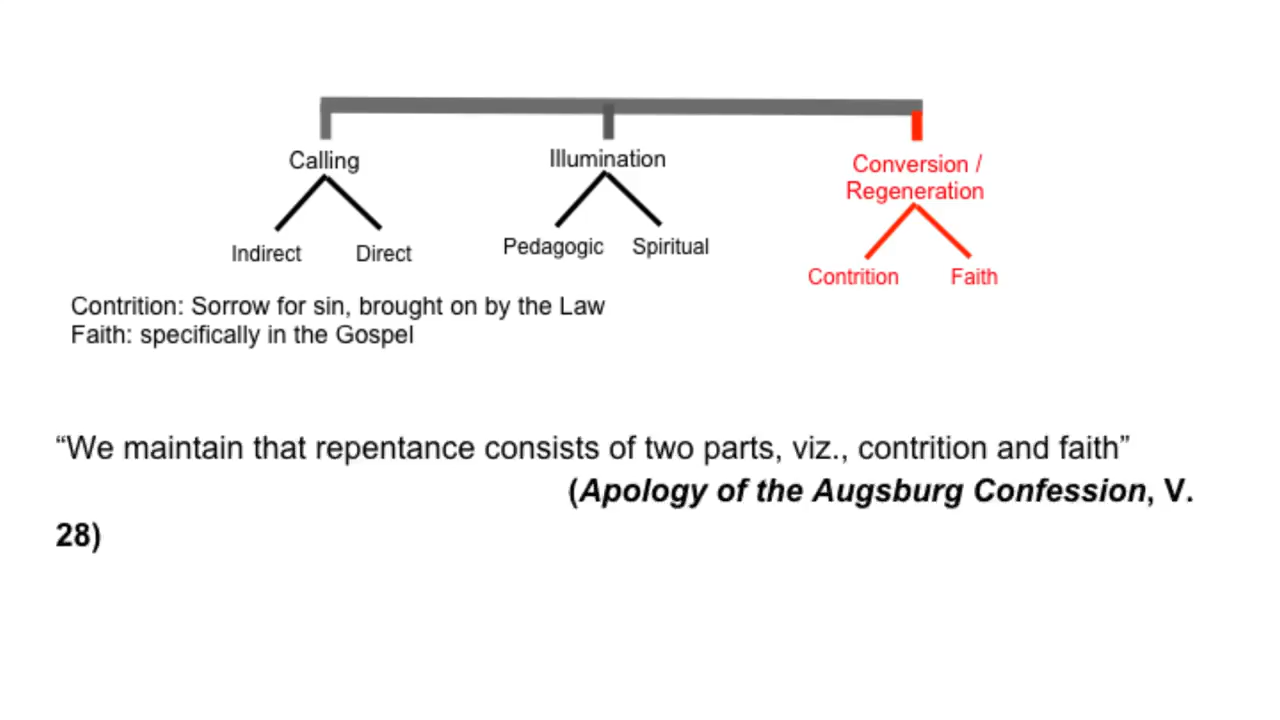 Calling
Illumination
Conversion /
Regeneration
Indirect
Direct
Pedagogic
Spiritual
Contrition
Faith
Contrition: Sorrow for sin, brought on by the Law
Faith: specifically in the Gospel
“We maintain that repentance consists of two parts, viz., contrition and faith”
(Apology of the Augsburg Confession, V.
28)